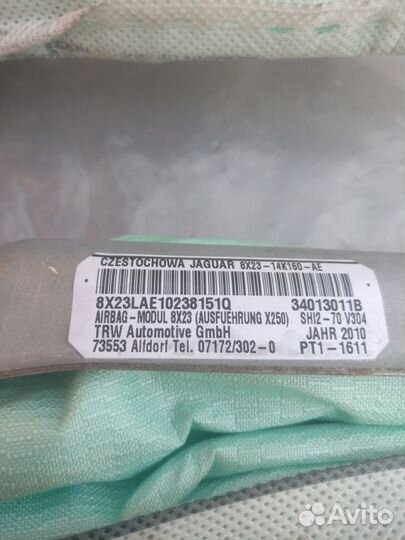 CZESTOCHOWA JAGUAR 8X23-14K160-AE
8X23LAE10238151Q 34013011B
AIRBAG-MODUL 8X23 (AUSFUEHRUNG X250) SHI2-70 V304
TRW Automotive GmbH JAHR 2010
73553 Alfdorf Tel. 07172/302-0 PT1-1611
Avito